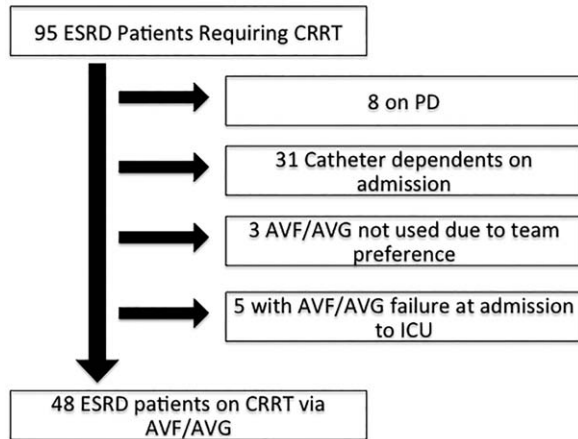 95 ESRD Patients Requiring CRRT
8 on PD
31 Catheter dependents on
admission
3 AVF/AVG not used due to team
preference
5 with AVF/AVG failure at admission
to ICU
48 ESRD patients on CRRT via
AVF/AVG